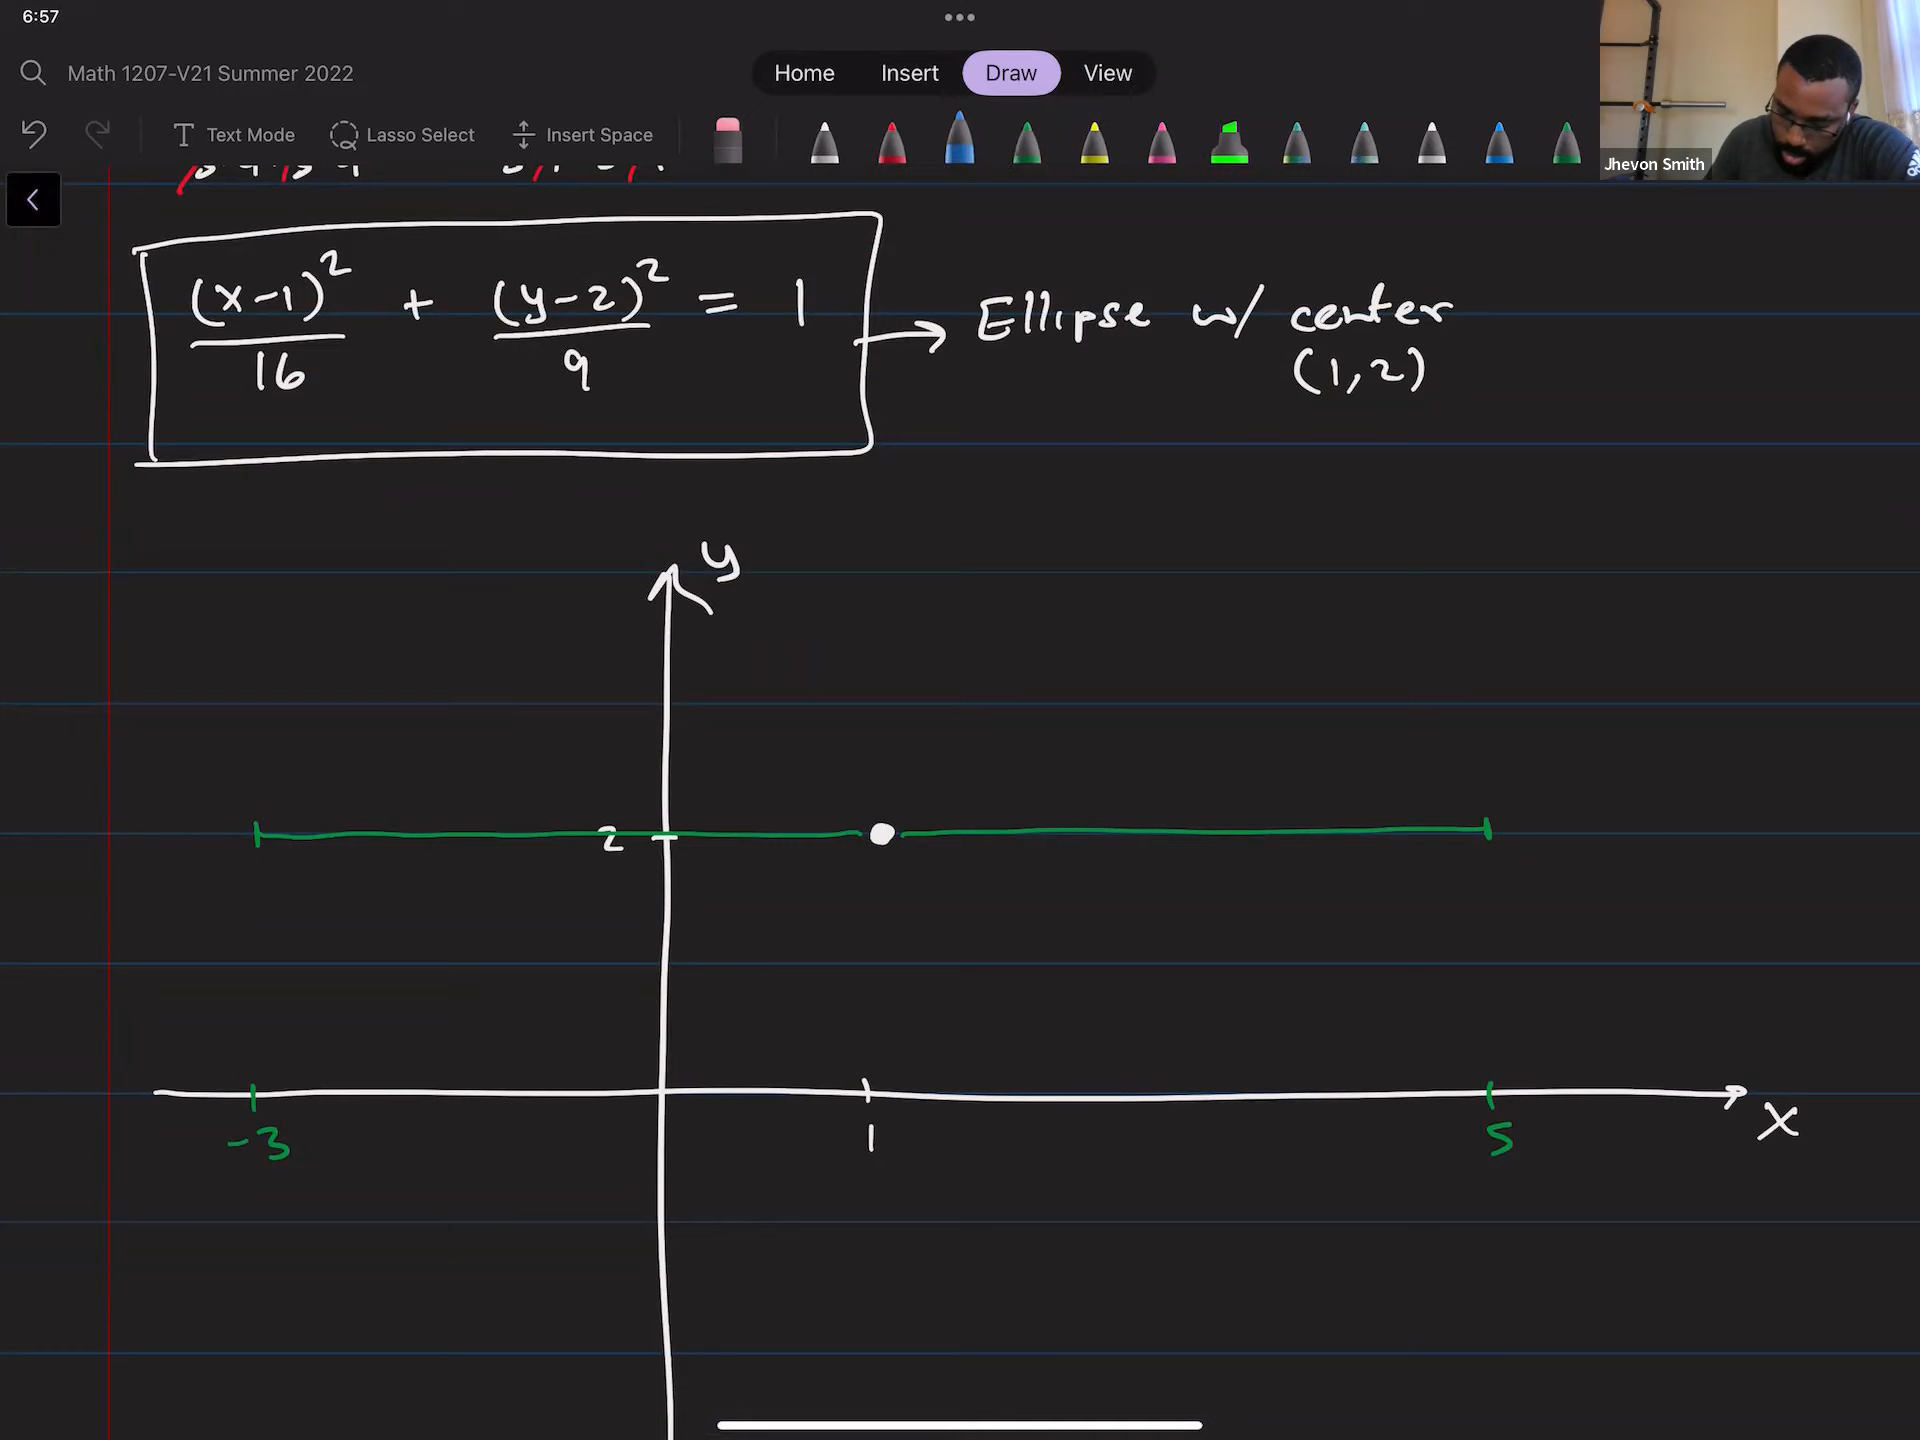 6:57
Math 1207-V21 Summer 2022
Home Insert Draw View
Text Mode Lasso Select Insert Space
Jhevon Smith
(x-1)²/16 + (y-2)²/9 = 1 → Ellipse w/ center
(1,2)
y
2
x
-3 1 5